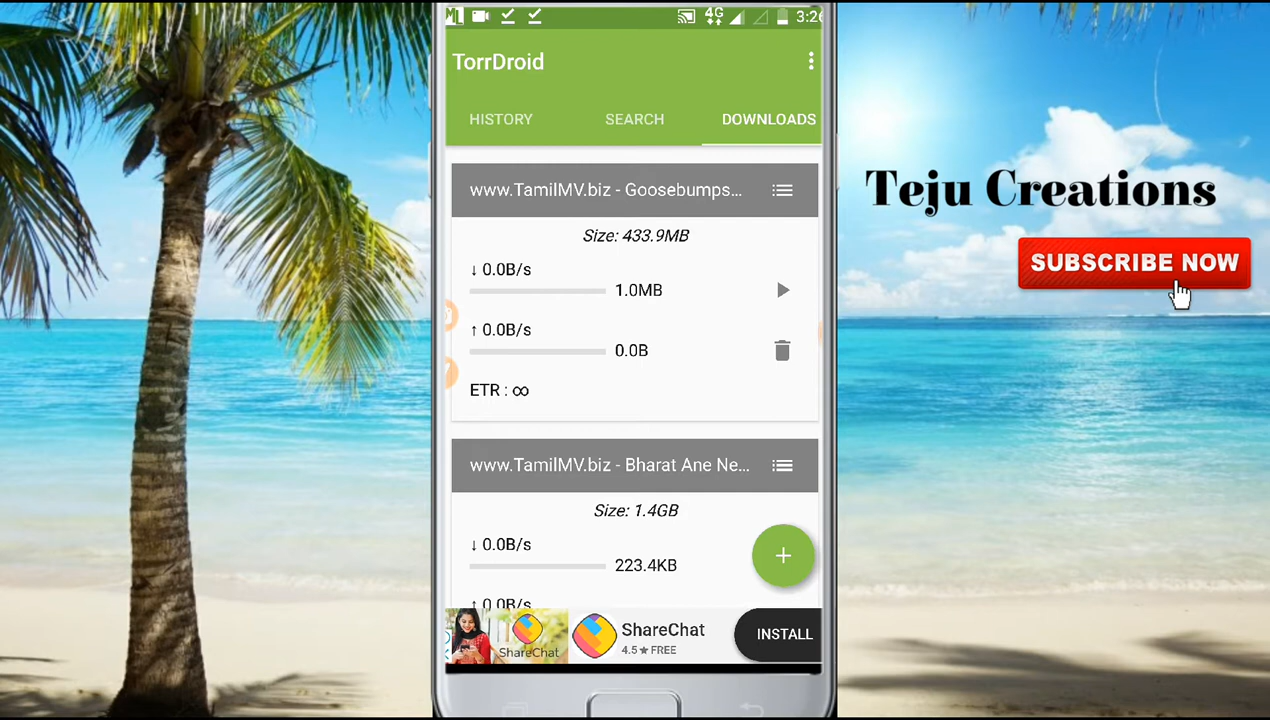 4G 3:26
TorrDroid
HISTORY SEARCH DOWNLOADS
www.TamilMV.biz - Goosebumps...
Size: 433.9MB
↓ 0.0B/s
1.0MB
↑ 0.0B/s
0.0B
ETR : ∞
www.TamilMV.biz - Bharat Ane Ne...
Size: 1.4GB
↓ 0.0B/s
223.4KB
↑ 0.0B/s
ShareChat
ShareChat
4.5★ FREE
INSTALL
Teju Creations
SUBSCRIBE NOW